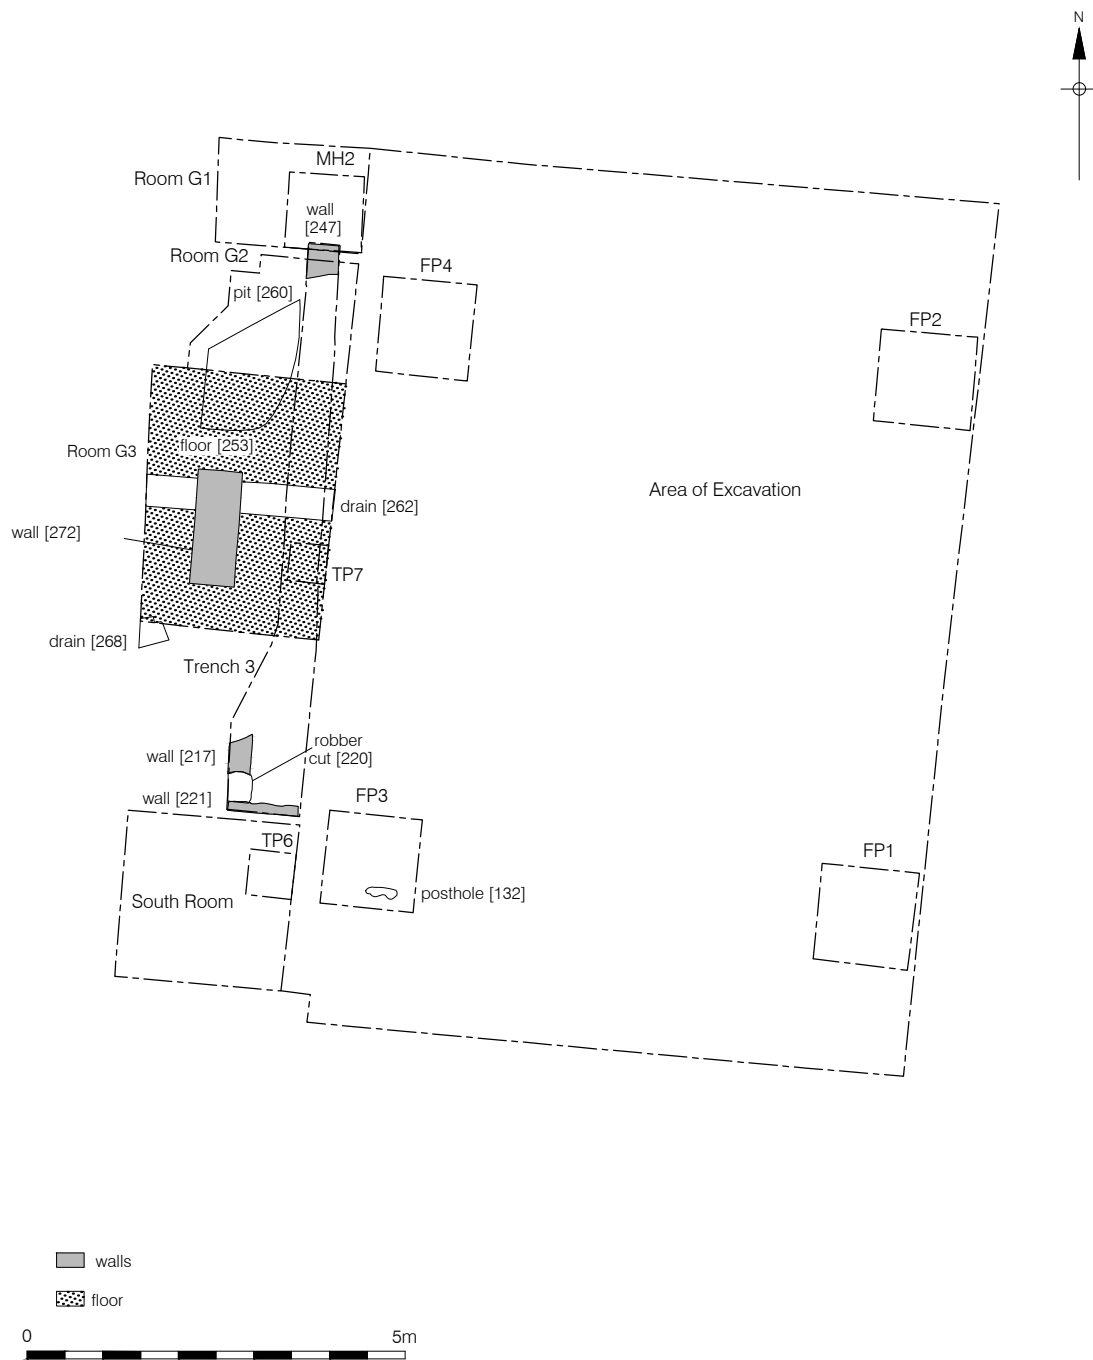 N
MH2
Room G1
wall
[247]
Room G2
FP4
pit [260]
FP2
floor [253]
Room G3
Area of Excavation
drain [262]
wall [272]
TP7
drain [268]
Trench 3
robber
cut [220]
wall [217]
FP3
wall [221]
TP6
FP1
posthole [132]
South Room
walls
floor
0 5m